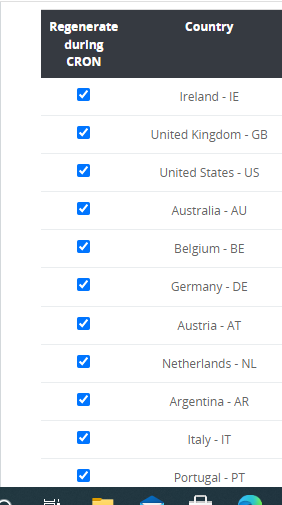 Regenerate during CRON
Country
Ireland - IE
United Kingdom - GB
United States - US
Australia - AU
Belgium - BE
Germany - DE
Austria - AT
Netherlands - NL
Argentina - AR
Italy - IT
Portugal - PT